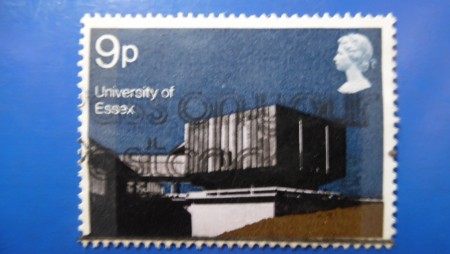 9p
University of
Essex